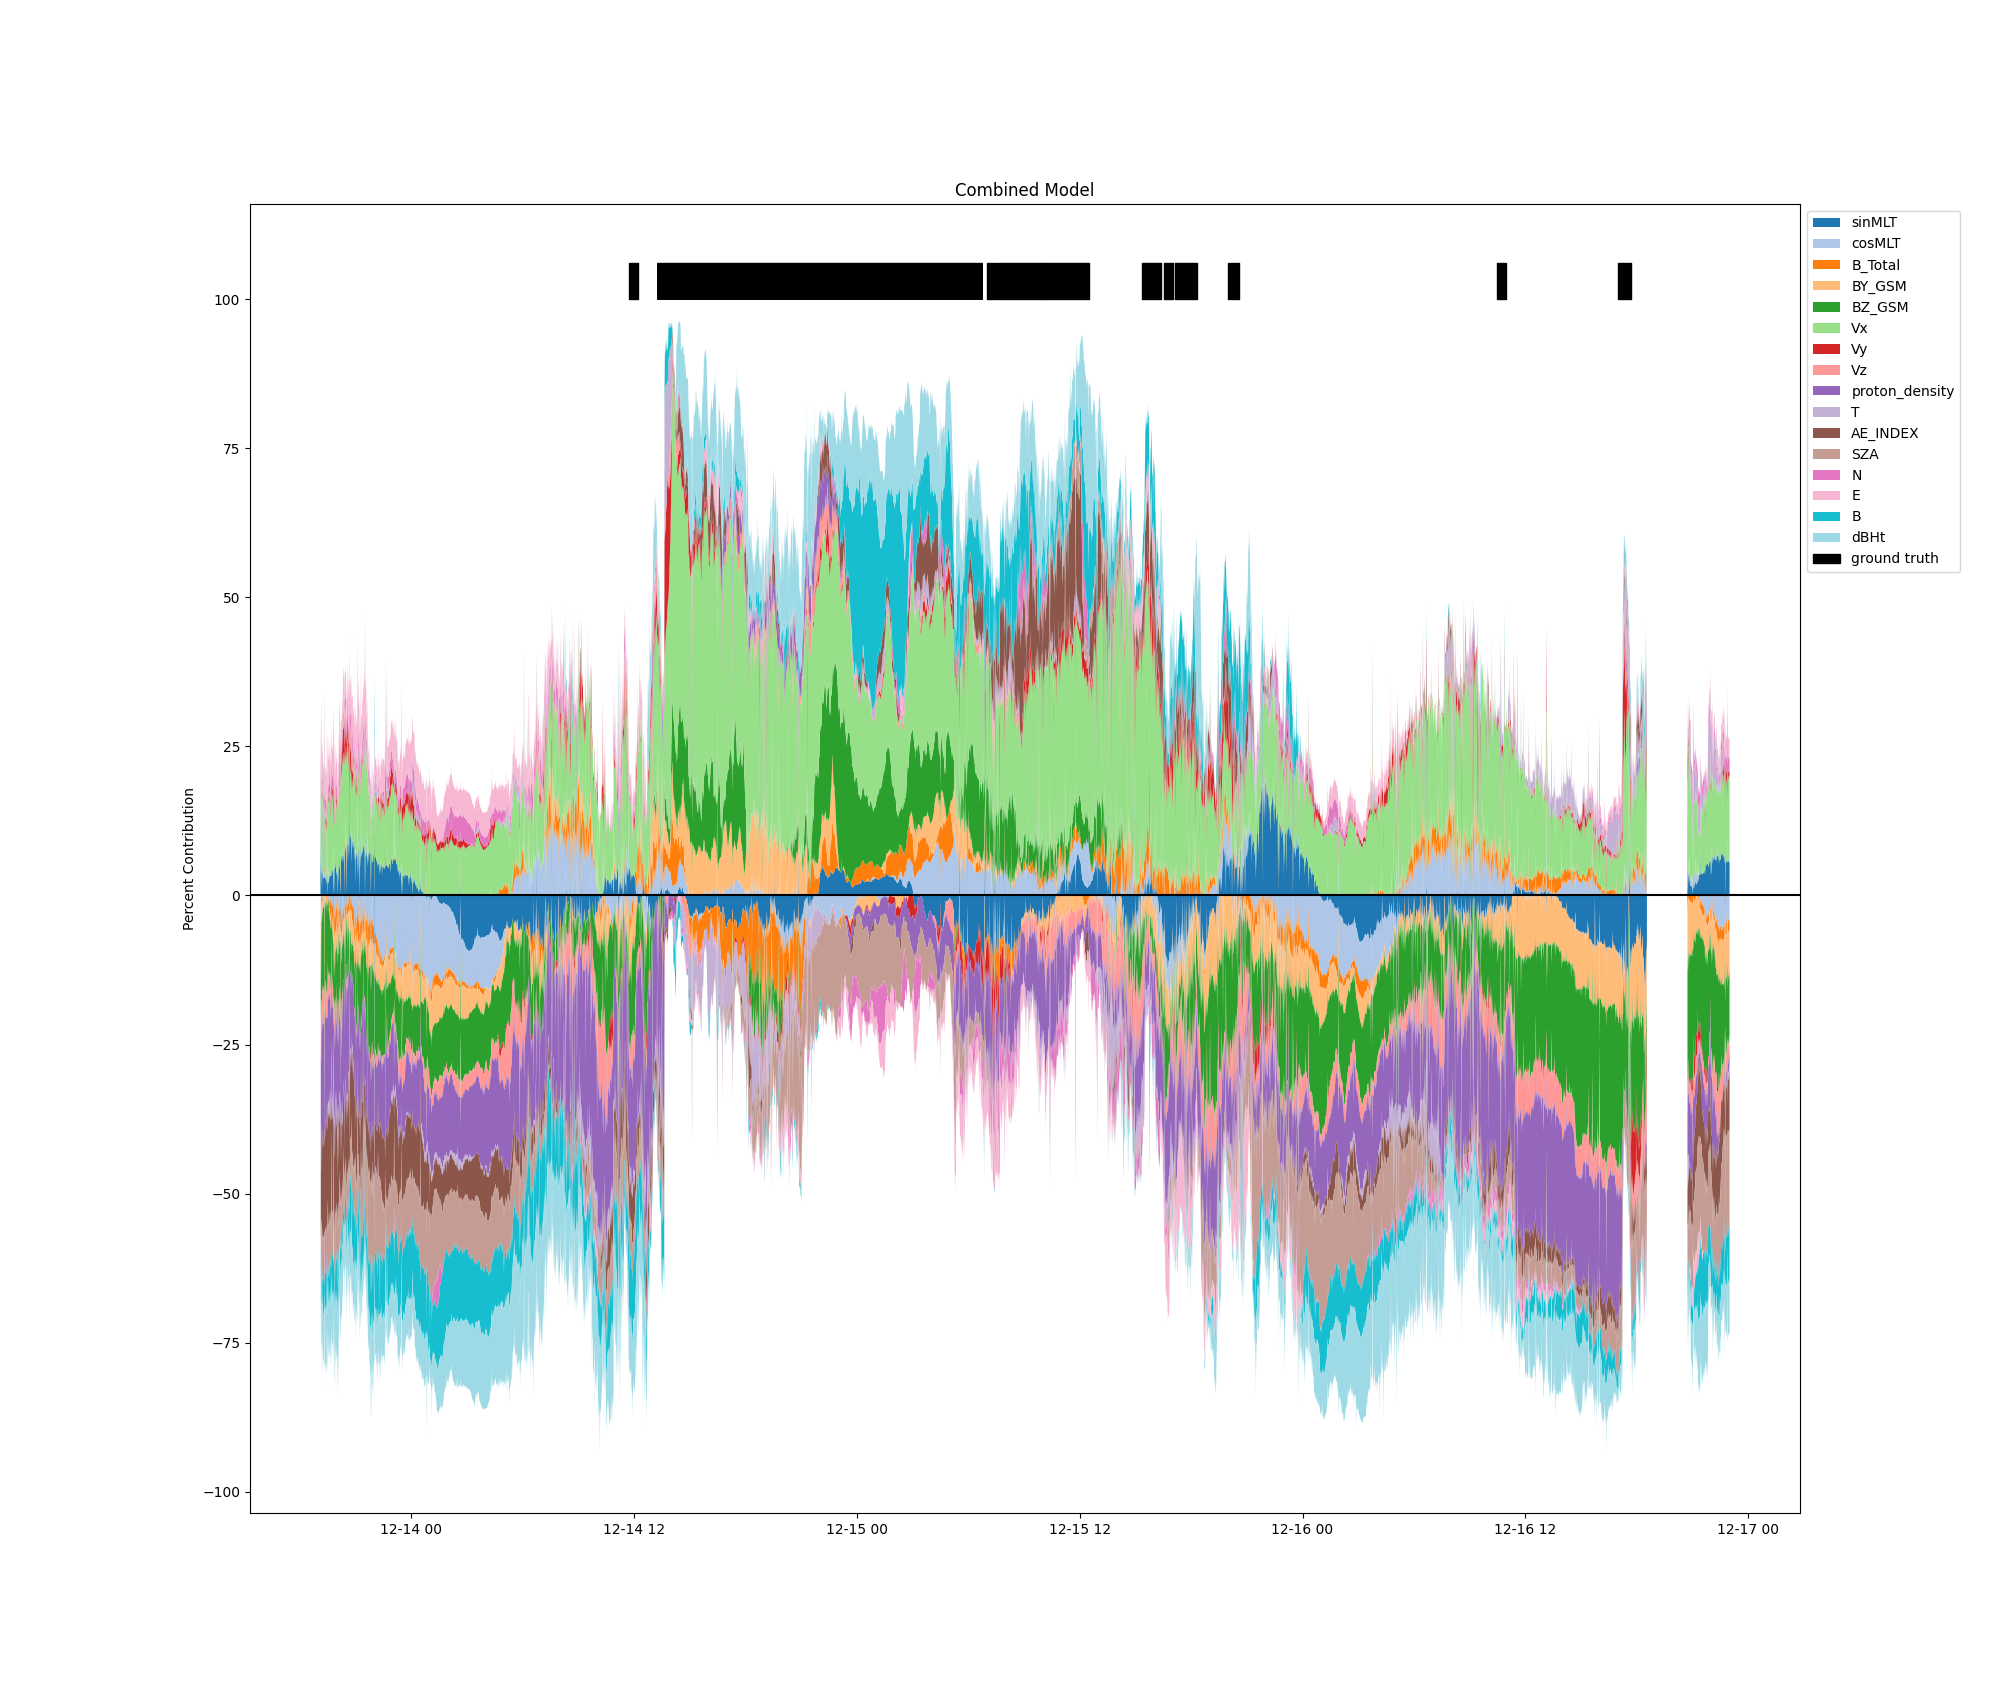 Combined Model
100
75
50
25
0
−25
−50
−75
−100
Percent Contribution
12-14 00
12-14 12
12-15 00
12-15 12
12-16 00
12-16 12
12-17 00
sinMLT
cosMLT
B_Total
BY_GSM
BZ_GSM
Vx
Vy
Vz
proton_density
T
AE_INDEX
SZA
N
E
B
dBHt
ground truth